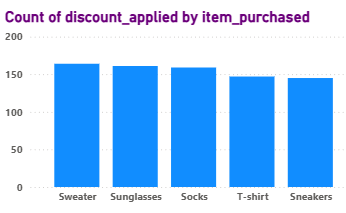 Count of discount_applied by item_purchased
200
150
100
50
0
Sweater Sunglasses Socks T-shirt Sneakers